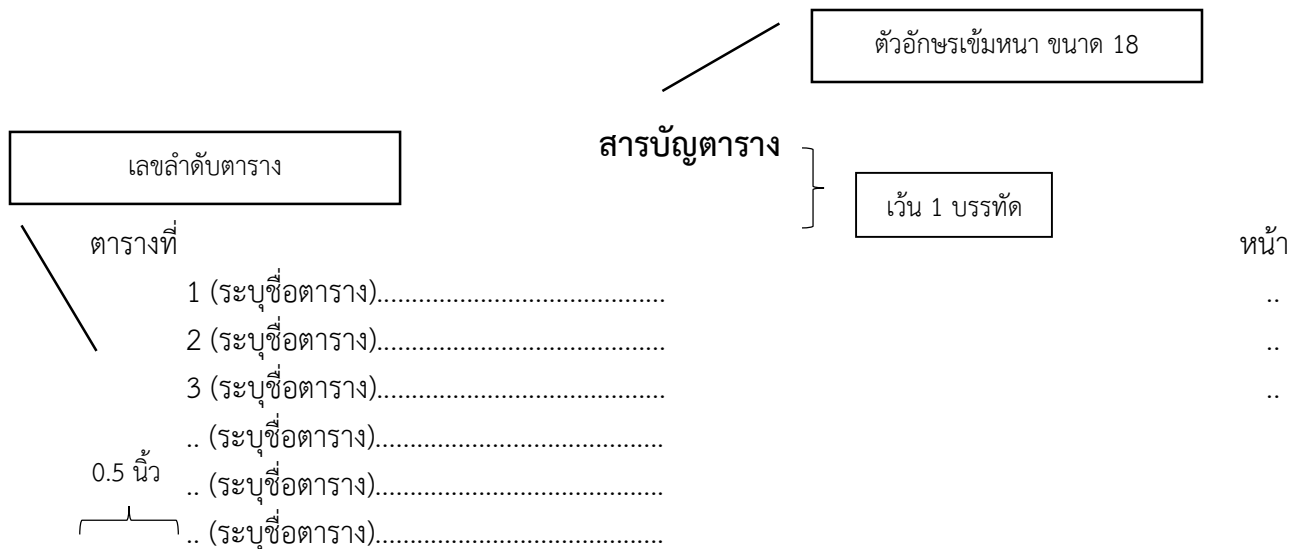 ตัวอักษรเข้มหนา ขนาด 18
สารบัญตาราง
เลขลำดับตาราง
เว้น 1 บรรทัด
ตารางที่ หน้า
1 (ระบุชื่อตาราง)......................................... ..
2 (ระบุชื่อตาราง)......................................... ..
3 (ระบุชื่อตาราง)......................................... ..
.. (ระบุชื่อตาราง).........................................
0.5 นิ้ว
.. (ระบุชื่อตาราง).........................................
.. (ระบุชื่อตาราง).........................................